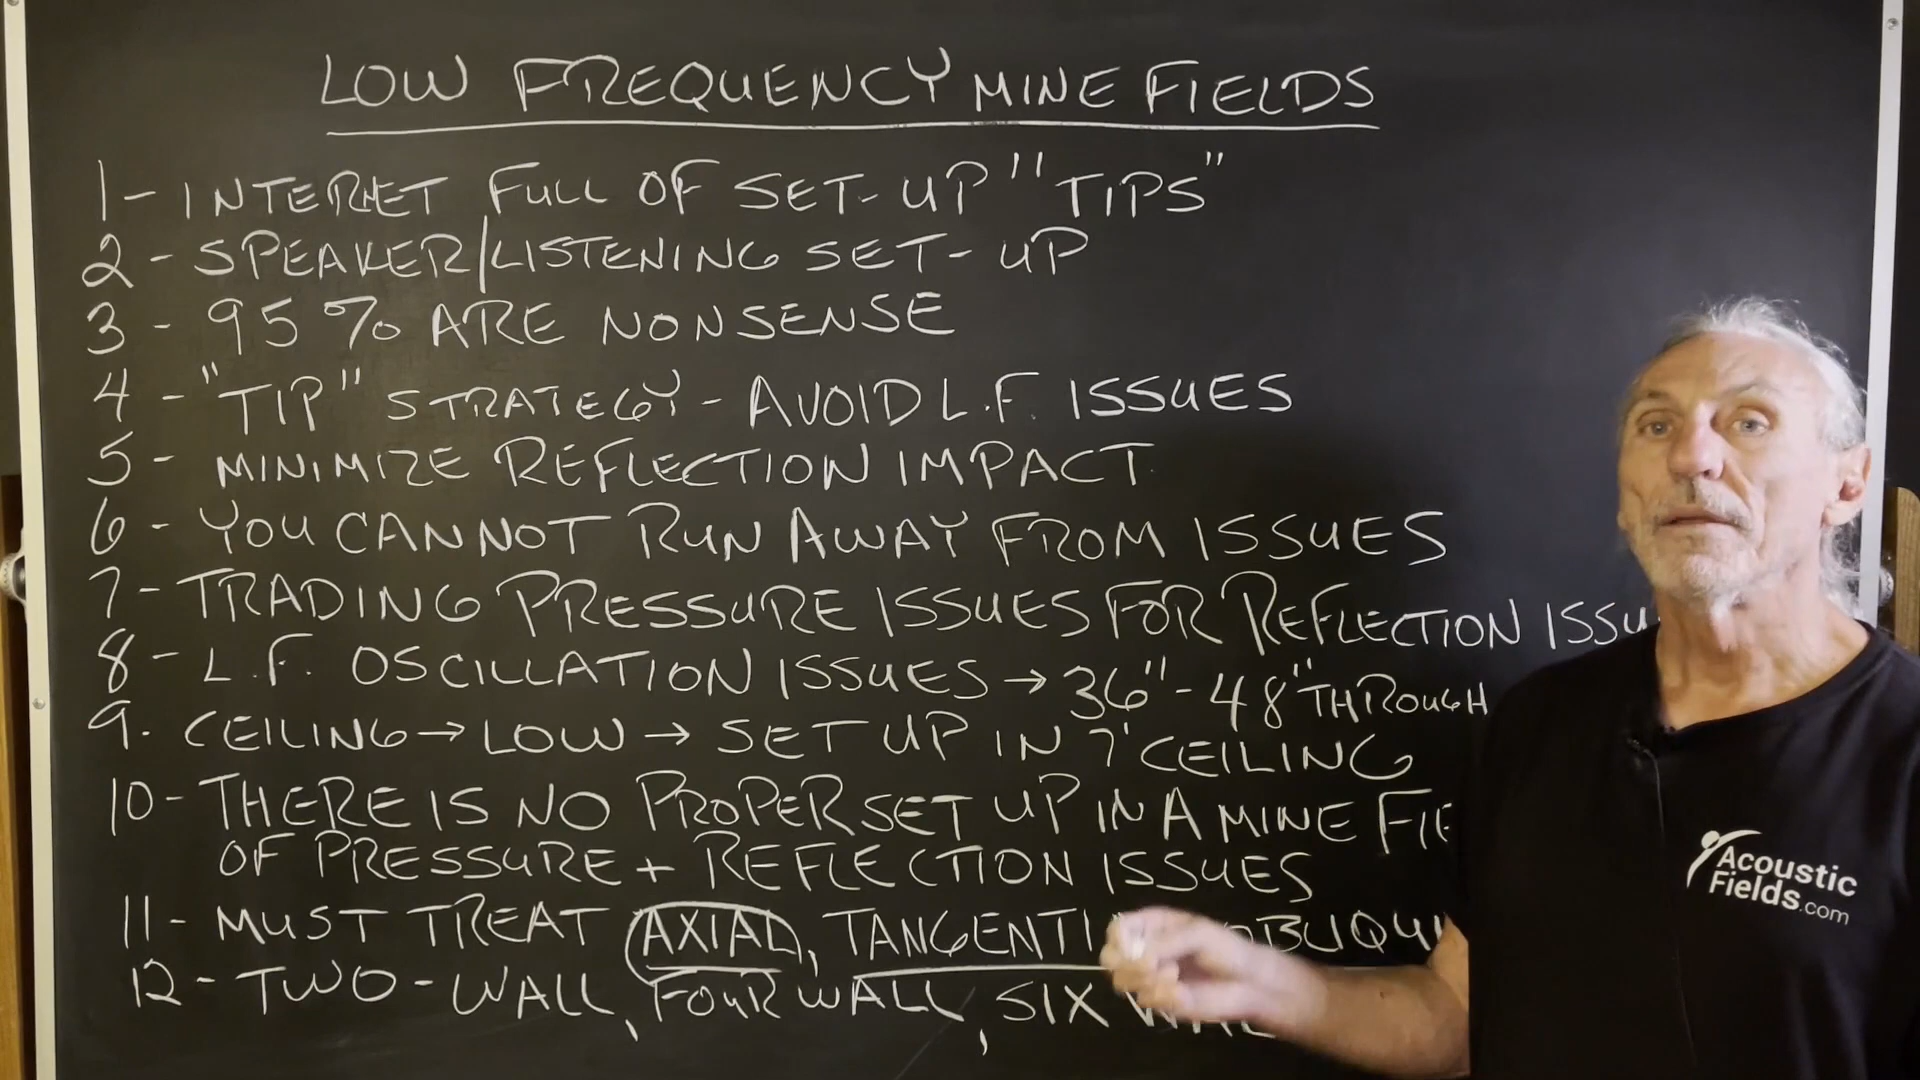 LOW FREQUENCY MINE FIELDS
1 - INTERNET FULL OF SET-UP "TIPS"
2 - SPEAKER/LISTENING SET-UP
3 - 95% ARE NONSENSE
4 - "TIP" STRATEGY - AVOID L.F. ISSUES
5 - MINIMIZE REFLECTION IMPACT
6 - YOU CANNOT RUN AWAY FROM ISSUES
7 - TRADING PRESSURE ISSUES FOR REFLECTION ISSU
8 - L.F. OSCILLATION ISSUES → 36"-48" THROUGH
9. CEILING → LOW → SET UP IN 7' CEILING
10 - THERE IS NO PROPER SET UP IN A MINE FIE
OF PRESSURE + REFLECTION ISSUES
11 - MUST TREAT AXIAL, TANGENTI OBLIQU
12 - TWO-WALL, FOUR WALL, SIX WAL
Acoustic
Fields.com